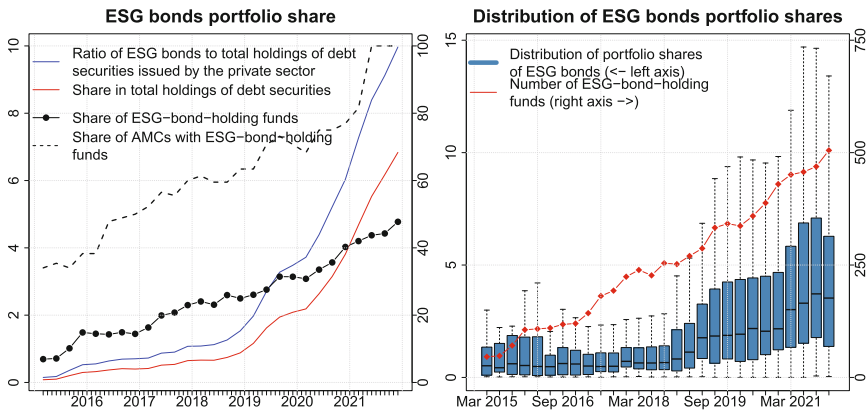 ESG bonds portfolio share
Ratio of ESG bonds to total holdings of debt
securities issued by the private sector
Share in total holdings of debt securities
Share of ESG−bond−holding funds
Share of AMCs with ESG−bond−holding
funds
10
8
6
4
2
0
100
80
60
40
20
0
2016 2017 2018 2019 2020 2021
Distribution of ESG bonds portfolio shares
Distribution of portfolio shares
of ESG bonds (<− left axis)
Number of ESG−bond−holding
funds (right axis −>)
15
10
5
0
750
500
250
0
Mar 2015 Sep 2016 Mar 2018 Sep 2019 Mar 2021